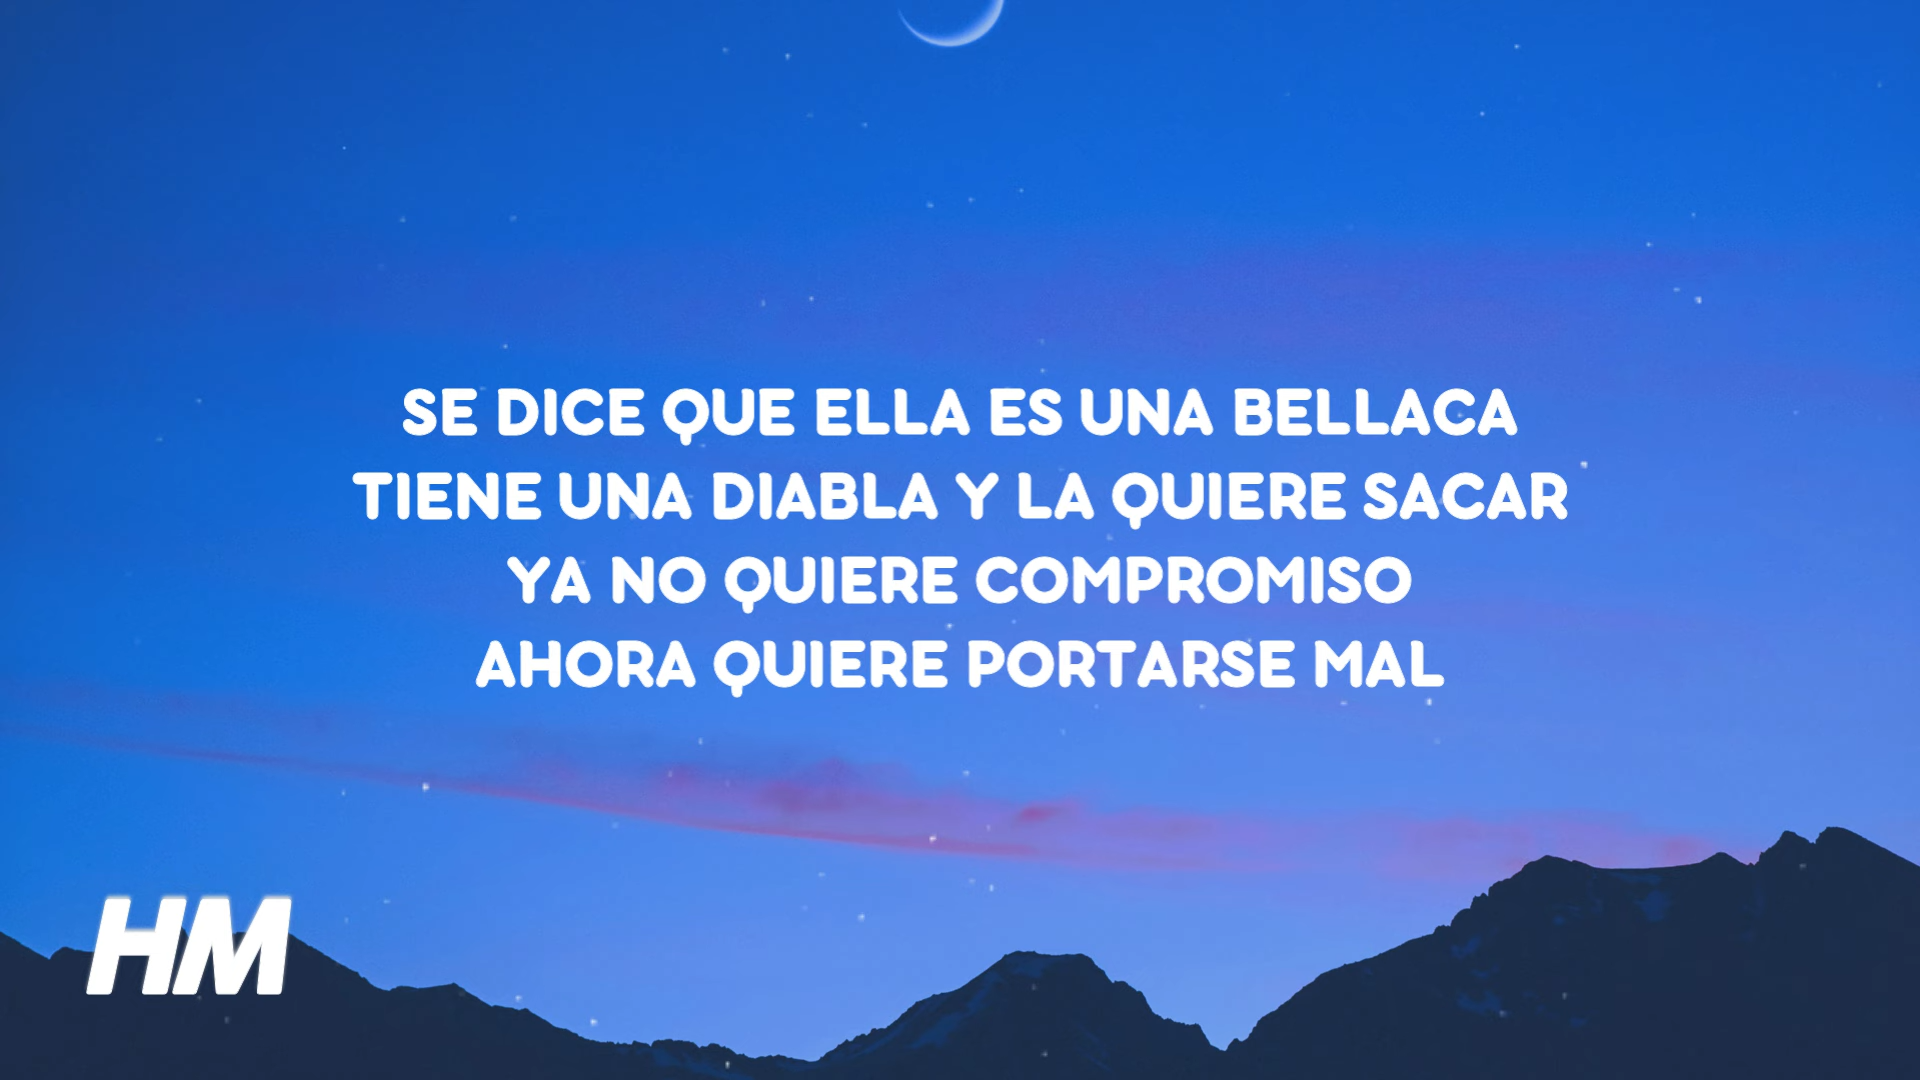 SE DICE QUE ELLA ES UNA BELLACA
TIENE UNA DIABLA Y LA QUIERE SACAR
YA NO QUIERE COMPROMISO
AHORA QUIERE PORTARSE MAL
HM